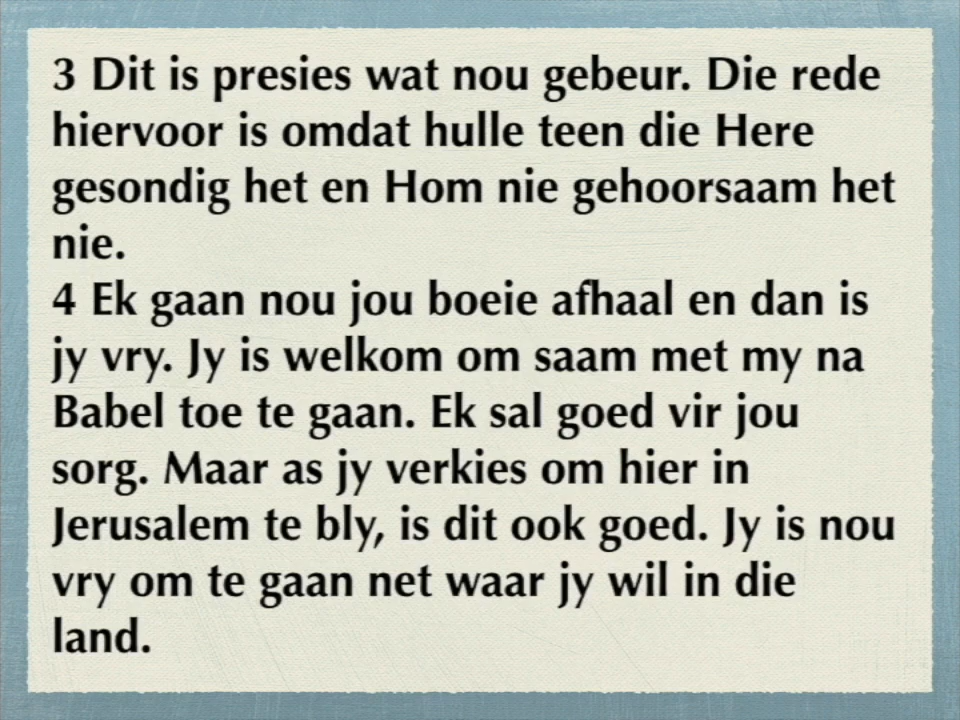 3 Dit is presies wat nou gebeur. Die rede
hiervoor is omdat hulle teen die Here
gesondig het en Hom nie gehoorsaam het
nie.
4 Ek gaan nou jou boeie afhaal en dan is
jy vry. Jy is welkom om saam met my na
Babel toe te gaan. Ek sal goed vir jou
sorg. Maar as jy verkies om hier in
Jerusalem te bly, is dit ook goed. Jy is nou
vry om te gaan net waar jy wil in die
land.